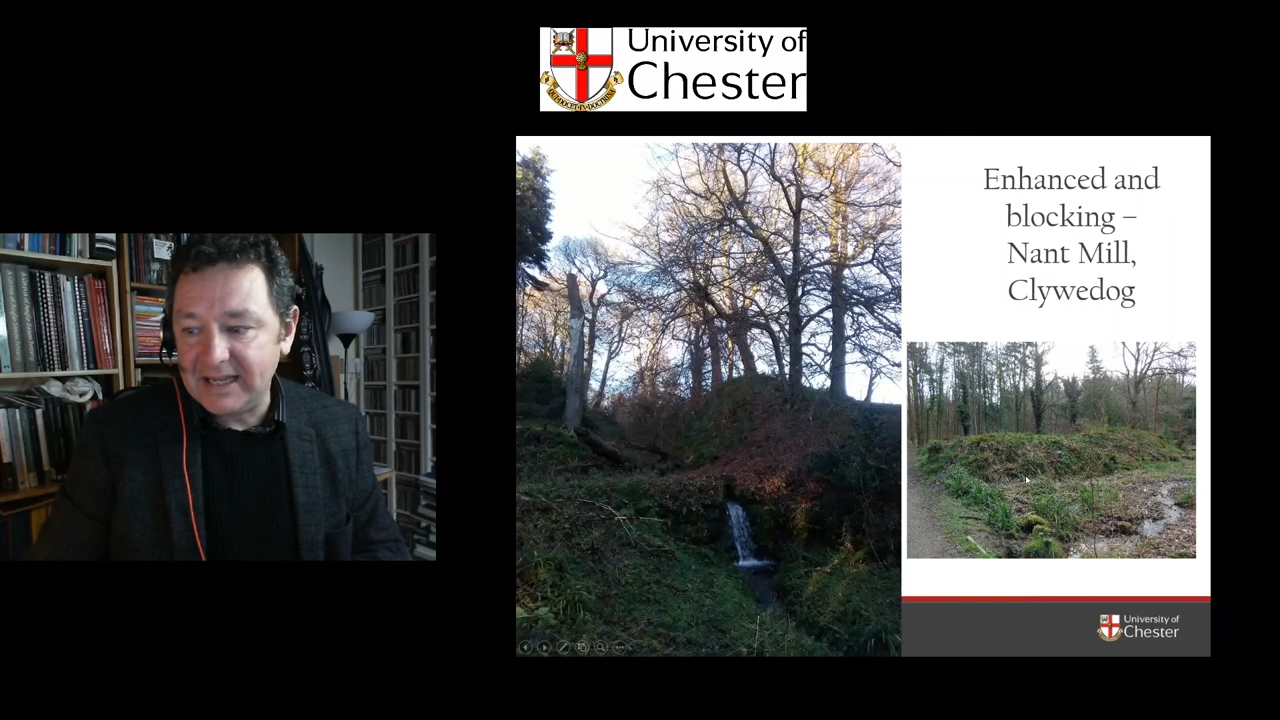 University of
Chester
Enhanced and
blocking –
Nant Mill,
Clywedog
University of
Chester